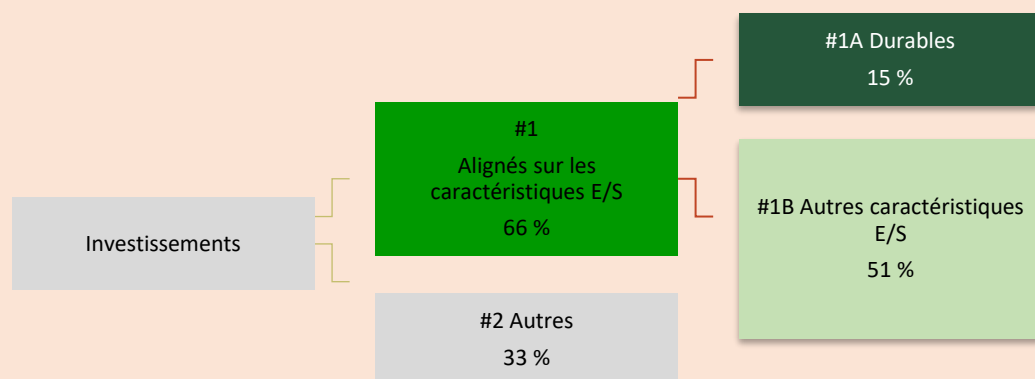 Investissements
#1
Alignés sur les
caractéristiques E/S
66 %
#2 Autres
33 %
#1A Durables
15 %
#1B Autres caractéristiques
E/S
51 %